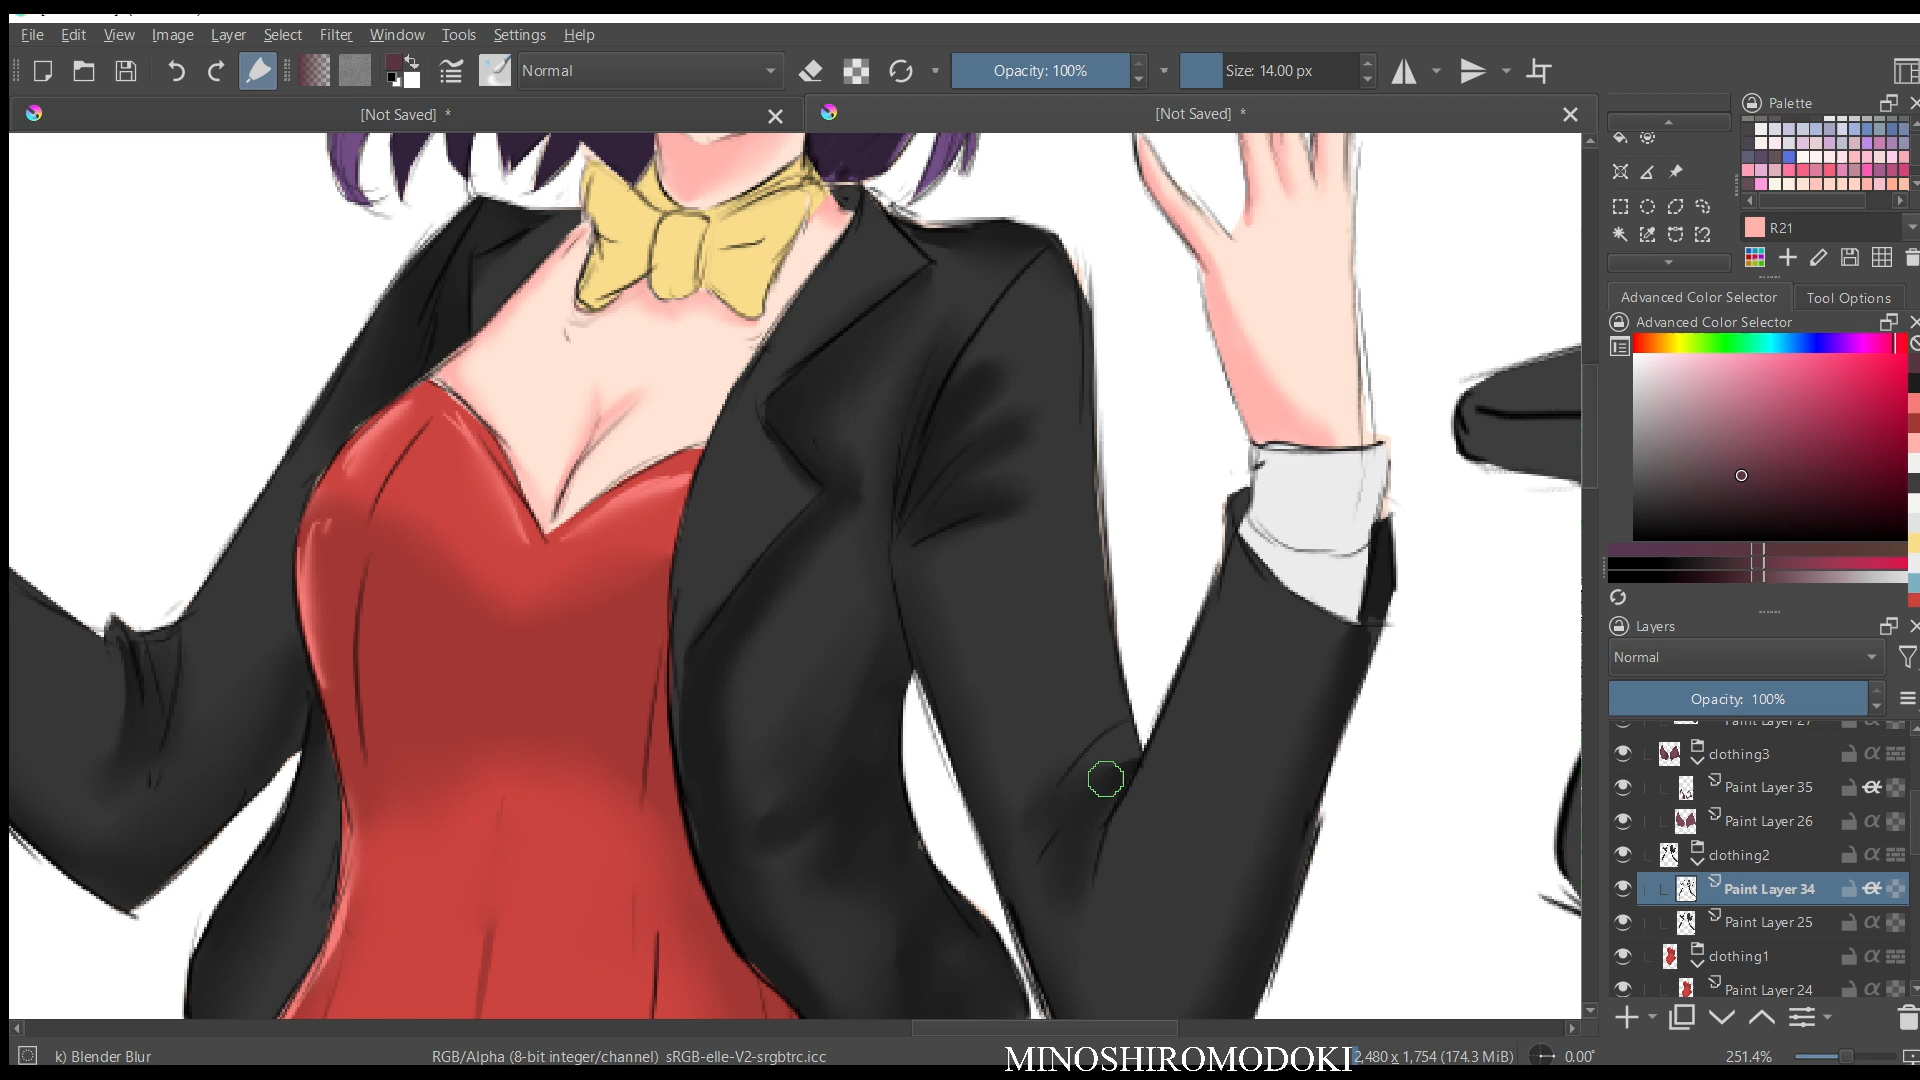 File Edit View Image Layer Select Filter Window Tools Settings Help
Normal Opacity: 100% Size: 14.00 px
[Not Saved] * [Not Saved] *
Palette
R21
Advanced Color Selector Tool Options
Advanced Color Selector
Layers
Normal
Opacity: 100%
Paint Layer 27
clothing3
Paint Layer 35
Paint Layer 26
clothing2
Paint Layer 34
Paint Layer 25
clothing1
Paint Layer 24
k) Blender Blur RGB/Alpha (8-bit integer/channel) sRGB-elle-V2-srgbtrc.icc MINOSHIROMODOKI 2,480 x 1,754 (174.3 MiB) 0.00° 251.4%